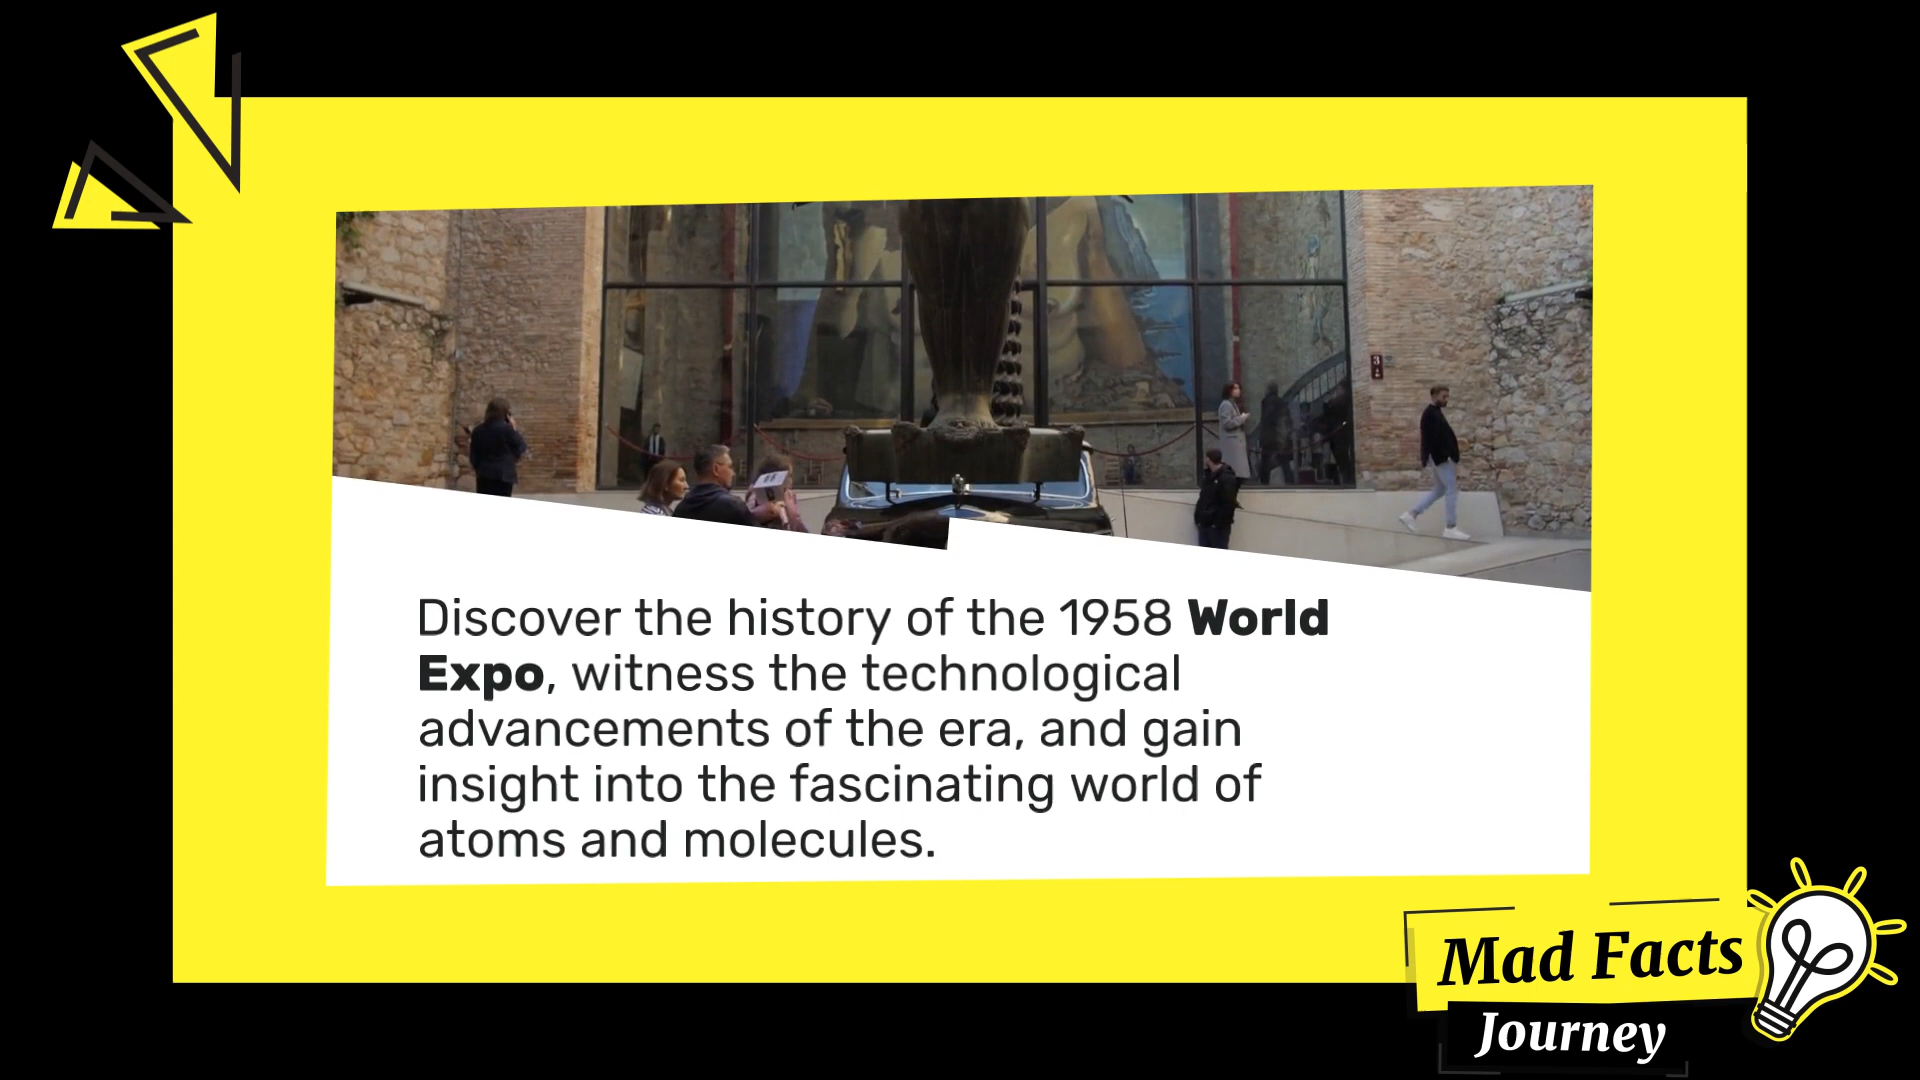 Discover the history of the 1958 World
Expo, witness the technological
advancements of the era, and gain
insight into the fascinating world of
atoms and molecules.
Mad Facts
Journey